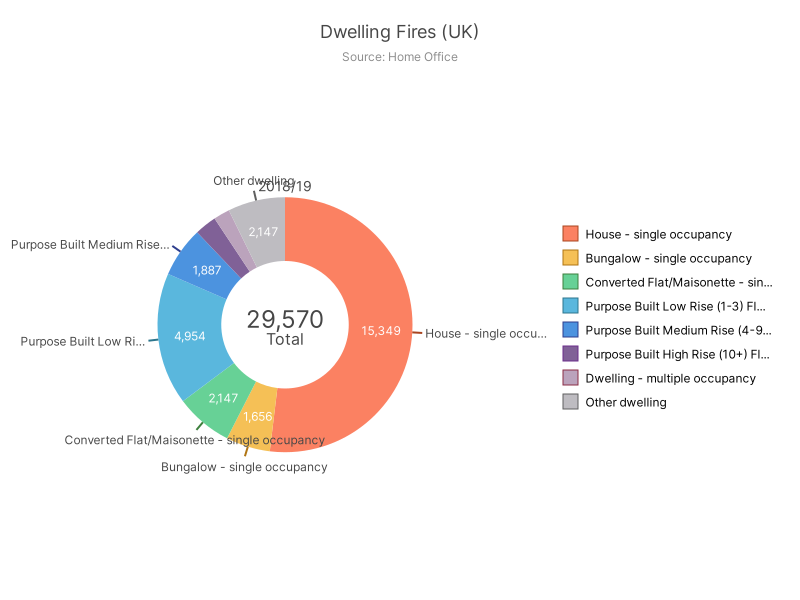 Dwelling Fires (UK)
Source: Home Office
Other dwelling
2018/19
2,147
Purpose Built Medium Rise...
1,887
29,570
Total
15,349
House - single occu...
4,954
Purpose Built Low Ri...
2,147
1,656
Converted Flat/Maisonette - single occupancy
Bungalow - single occupancy
House - single occupancy
Bungalow - single occupancy
Converted Flat/Maisonette - sin...
Purpose Built Low Rise (1-3) Fl...
Purpose Built Medium Rise (4-9...
Purpose Built High Rise (10+) Fl...
Dwelling - multiple occupancy
Other dwelling